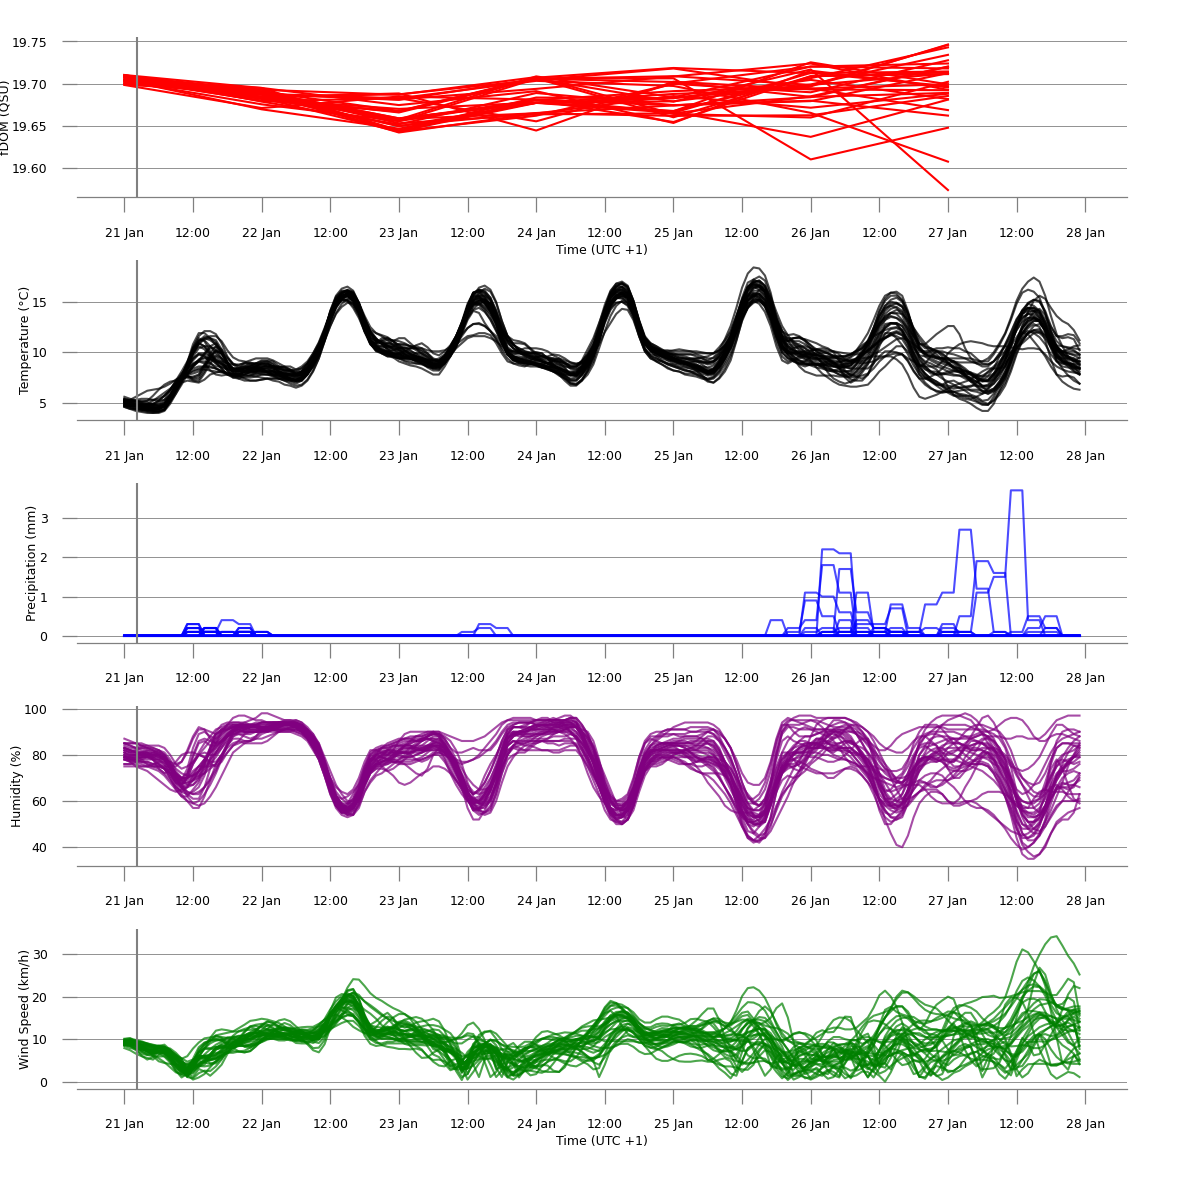 19.75
19.70
19.65
19.60
fDOM (QSU)
21 Jan 12:00 22 Jan 12:00 23 Jan 12:00 24 Jan 12:00 25 Jan 12:00 26 Jan 12:00 27 Jan 12:00 28 Jan
Time (UTC +1)
15
10
5
Temperature (°C)
21 Jan 12:00 22 Jan 12:00 23 Jan 12:00 24 Jan 12:00 25 Jan 12:00 26 Jan 12:00 27 Jan 12:00 28 Jan
3
2
1
0
Precipitation (mm)
21 Jan 12:00 22 Jan 12:00 23 Jan 12:00 24 Jan 12:00 25 Jan 12:00 26 Jan 12:00 27 Jan 12:00 28 Jan
100
80
60
40
Humidity (%)
21 Jan 12:00 22 Jan 12:00 23 Jan 12:00 24 Jan 12:00 25 Jan 12:00 26 Jan 12:00 27 Jan 12:00 28 Jan
30
20
10
0
Wind Speed (km/h)
21 Jan 12:00 22 Jan 12:00 23 Jan 12:00 24 Jan 12:00 25 Jan 12:00 26 Jan 12:00 27 Jan 12:00 28 Jan
Time (UTC +1)